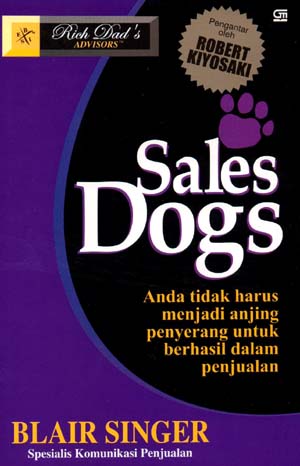 Rich Dad's
ADVISORS™
Pengantar
oleh
ROBERT
KIYOSAKI
Sales
Dogs
Anda tidak harus
menjadi anjing
penyerang untuk
berhasil dalam
penjualan
BLAIR SINGER
Spesialis Komunikasi Penjualan